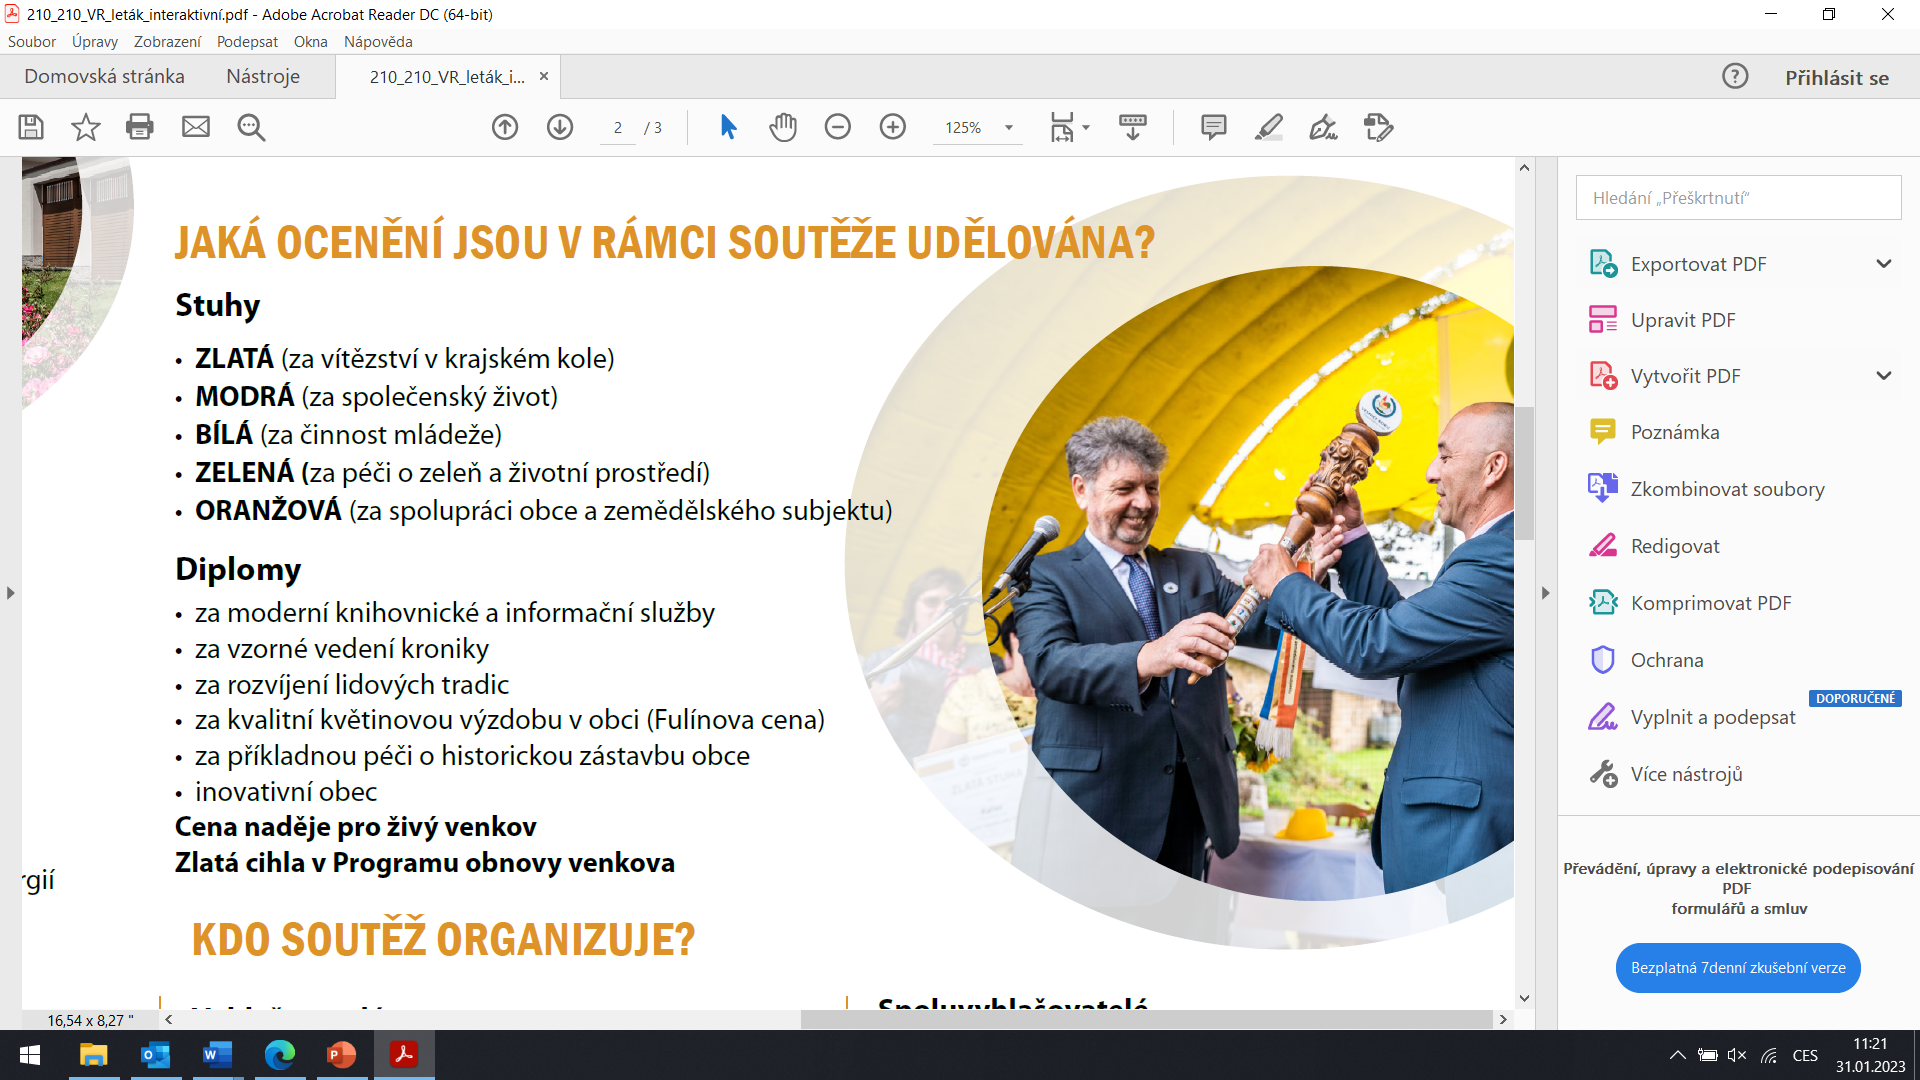 210_210_VR_leták_interaktivní.pdf - Adobe Acrobat Reader DC (64-bit)
Soubor Úpravy Zobrazení Podepsat Okna Nápověda
Domovská stránka Nástroje 210_210_VR_leták_i... Přihlásit se
2 / 3 125%
JAKÁ OCENĚNÍ JSOU V RÁMCI SOUTĚŽE UDĚLOVÁNA?
Stuhy
• ZLATÁ (za vítězství v krajském kole)
• MODRÁ (za společenský život)
• BÍLÁ (za činnost mládeže)
• ZELENÁ (za péči o zeleň a životní prostředí)
• ORANŽOVÁ (za spolupráci obce a zemědělského subjektu)
Diplomy
• za moderní knihovnické a informační služby
• za vzorné vedení kroniky
• za rozvíjení lidových tradic
• za kvalitní květinovou výzdobu v obci (Fulínova cena)
• za příkladnou péči o historickou zástavbu obce
• inovativní obec
Cena naděje pro živý venkov
Zlatá cihla v Programu obnovy venkova
rgií
KDO SOUTĚŽ ORGANIZUJE?
Spoluvyhlašovatelé
16,54 x 8,27 "
Hledání „Přeškrtnutí“
Exportovat PDF
Upravit PDF
Vytvořit PDF
Poznámka
Zkombinovat soubory
Redigovat
Komprimovat PDF
Ochrana
DOPORUČENÉ
Vyplnit a podepsat
Více nástrojů
Převádění, úpravy a elektronické podepisování
PDF
formulářů a smluv
Bezplatná 7denní zkušební verze
CES
11:21
31.01.2023